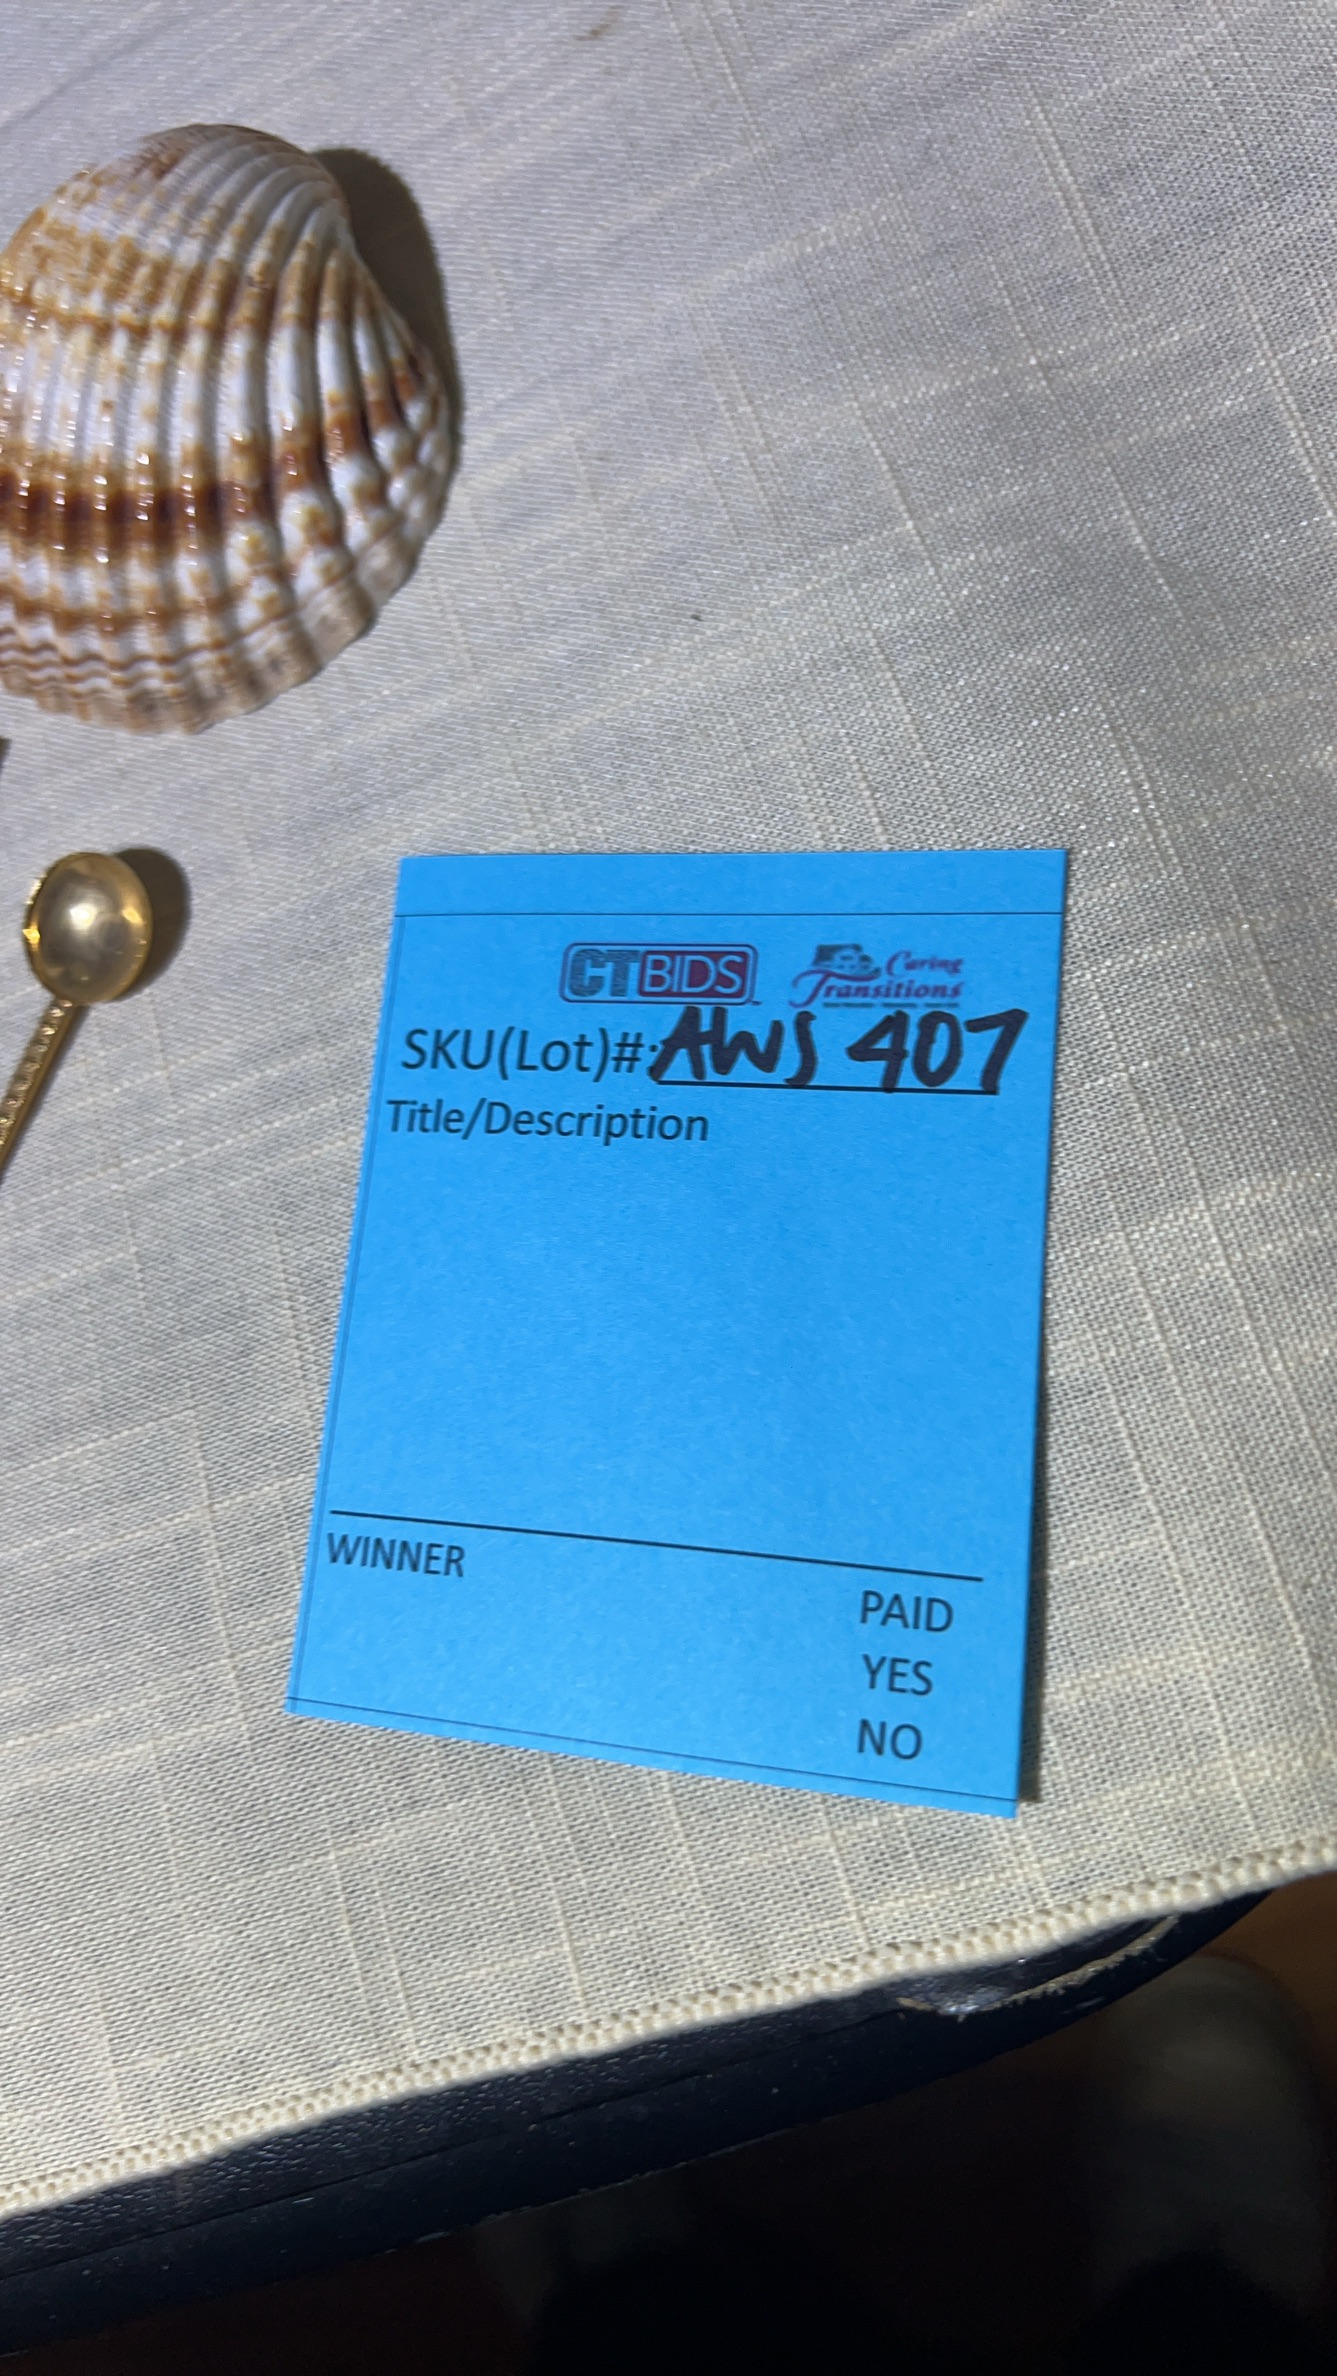 CTBIDS Caring Transitions
SKU(Lot)#: AWS 407
Title/Description
WINNER
PAID
YES
NO